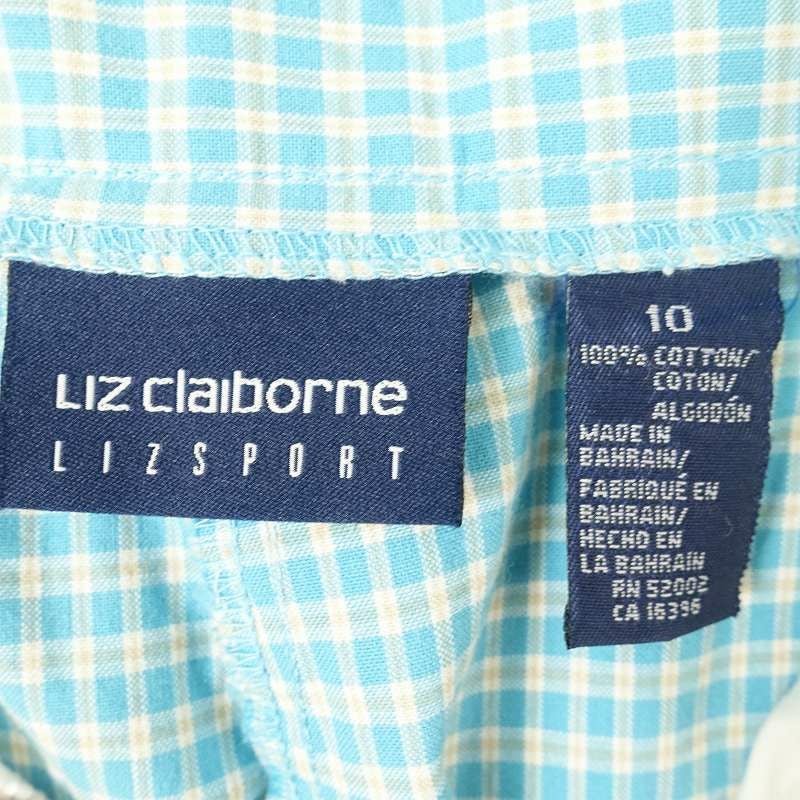 Liz claiborne
LIZSPORT
10
100% COTTON/
COTON/
ALGODÓN
MADE IN
BAHRAIN/
FABRIQUÉ EN
BAHRAIN/
HECHO EN
LA BAHRAIN
RN 52002
CA 16396